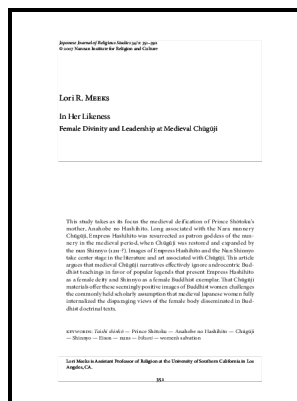 Japanese Journal of Religious Studies 34/2: 351–392
© 2007 Nanzan Institute for Religion and Culture
Lori R. Meeks
In Her Likeness
Female Divinity and Leadership at Medieval Chūgūji
This study takes as its focus the medieval deification of Prince Shōtoku's
mother, Anahobe no Hashihito. Long associated with the Nara nunnery
Chūgūji, Empress Hashihito was resurrected as patron goddess of the nun-
nery in the medieval period, when Chūgūji was restored and expanded by
the nun Shinnyo (1211–?). Images of Empress Hashihito and the Nun Shinnyo
take center stage in the literature and art associated with Chūgūji. This article
argues that medieval Chūgūji narratives effectively ignore androcentric Bud-
dhist teachings in favor of popular legends that present Empress Hashihito
as a female deity and Shinnyo as a female Buddhist exemplar. That Chūgūji
materials offer these seemingly positive images of Buddhist women challenges
the commonly held scholarly assumption that medieval Japanese women fully
internalized the disparaging views of the female body disseminated in Bud-
dhist doctrinal texts.
keywords: Taishi shinkō — Prince Shōtoku — Anahobe no Hashihito — Chūgūji
— Shinnyo — Eison — nuns — — women's salvation
Lori Meeks is Assistant Professor of Religion at the University of Southern California in Los
Angeles, CA.
351